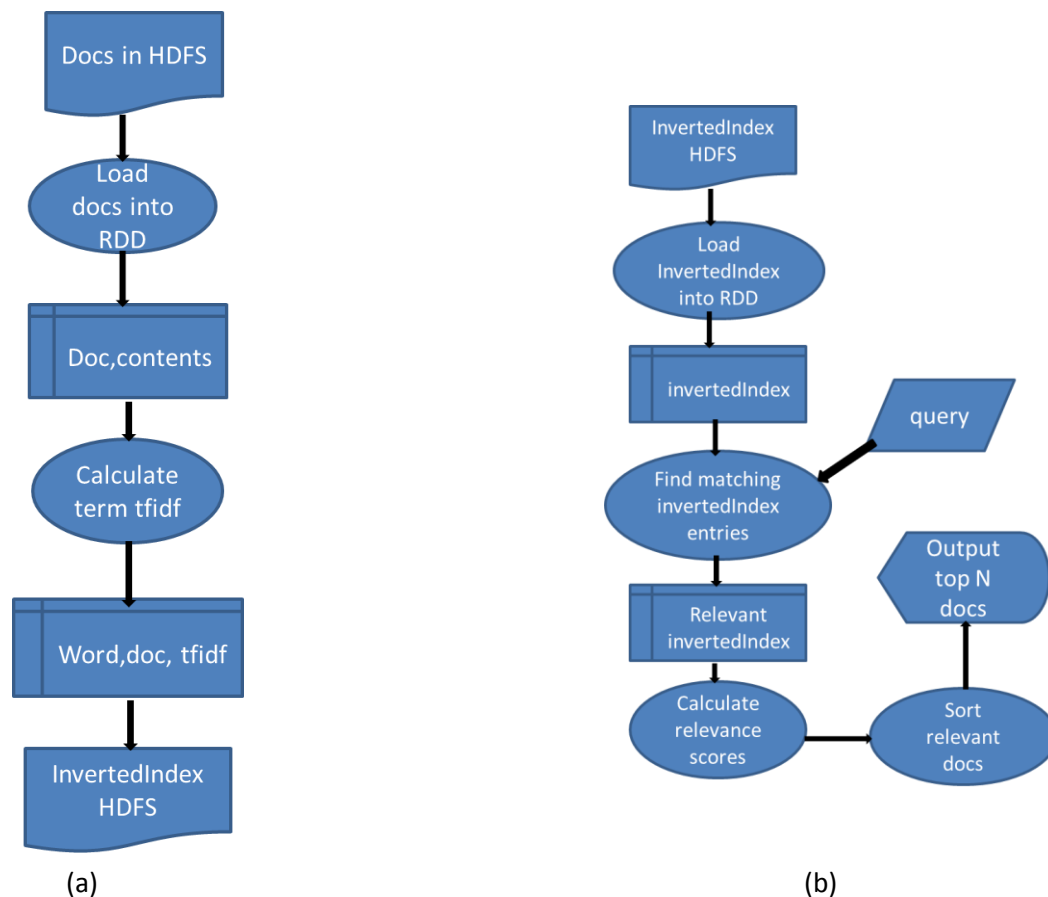 Docs in HDFS
Load
docs into
RDD
Doc,contents
Calculate
term tfidf
Word,doc, tfidf
InvertedIndex
HDFS
(a)
InvertedIndex
HDFS
Load
InvertedIndex
into RDD
invertedIndex
query
Find matching
invertedIndex
entries
Relevant
invertedIndex
Calculate
relevance
scores
Sort
relevant
docs
Output
top N
docs
(b)